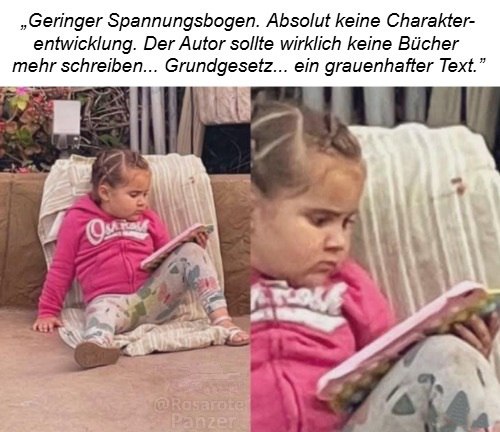 „Geringer Spannungsbogen. Absolut keine Charakter-
entwicklung. Der Autor sollte wirklich keine Bücher
mehr schreiben... Grundgesetz... ein grauenhafter Text.”
@Rosarote
Panzer